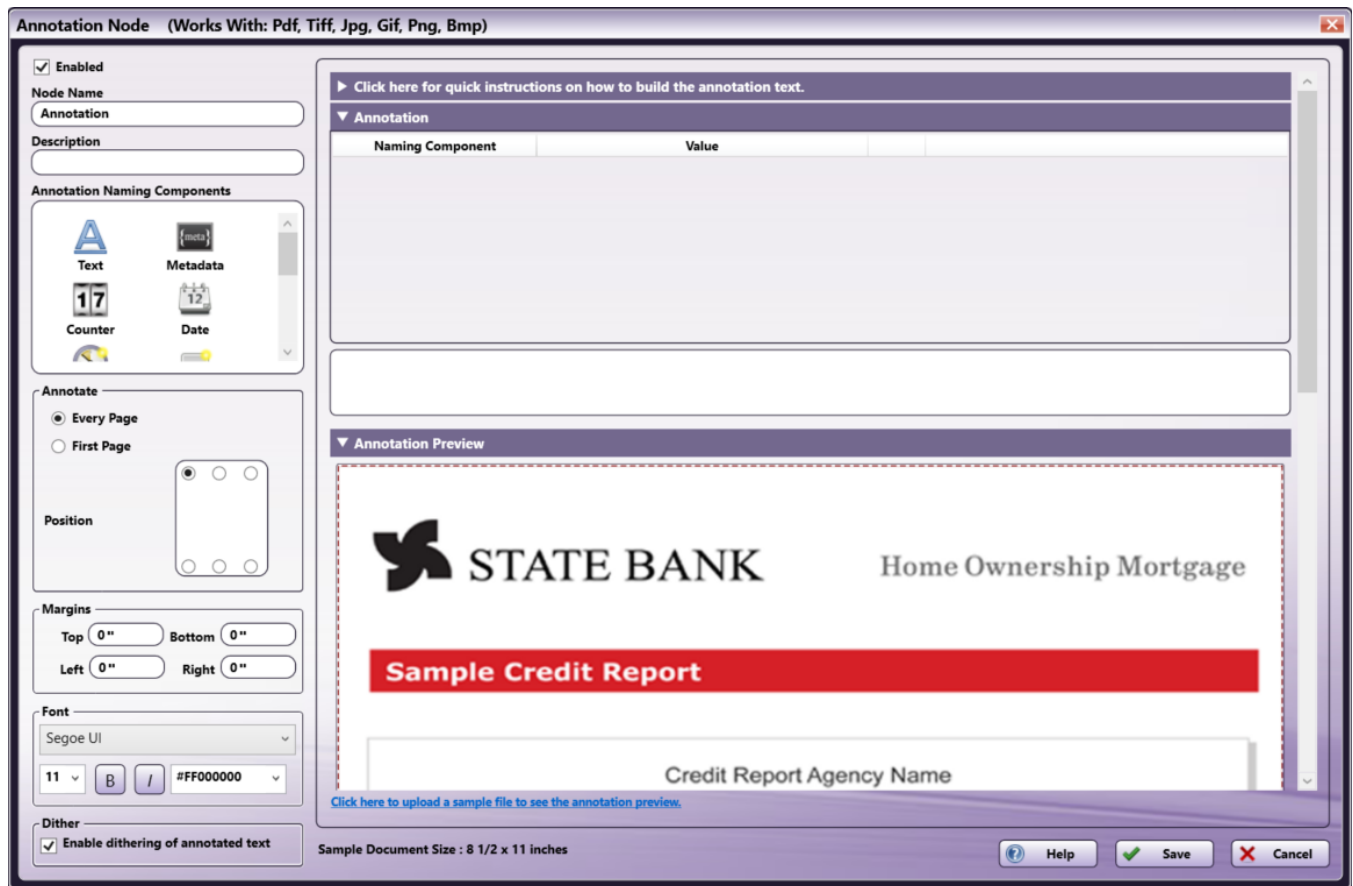 Annotation Node (Works With: Pdf, Tiff, Jpg, Gif, Png, Bmp)
Enabled
Node Name
Annotation
Description
Annotation Naming Components
A
{meta}
Text
Metadata
17
12
Counter
Date
Annotate
Every Page
First Page
Position
Margins
Top 0" Bottom 0"
Left 0" Right 0"
Font
Segoe UI
11 B I #FF000000
Dither
Enable dithering of annotated text
Click here for quick instructions on how to build the annotation text.
Annotation
Naming Component Value
Annotation Preview
STATE BANK Home Ownership Mortgage
Sample Credit Report
Credit Report Agency Name
Click here to upload a sample file to see the annotation preview.
Sample Document Size : 8 1/2 x 11 inches
? Help Save Cancel